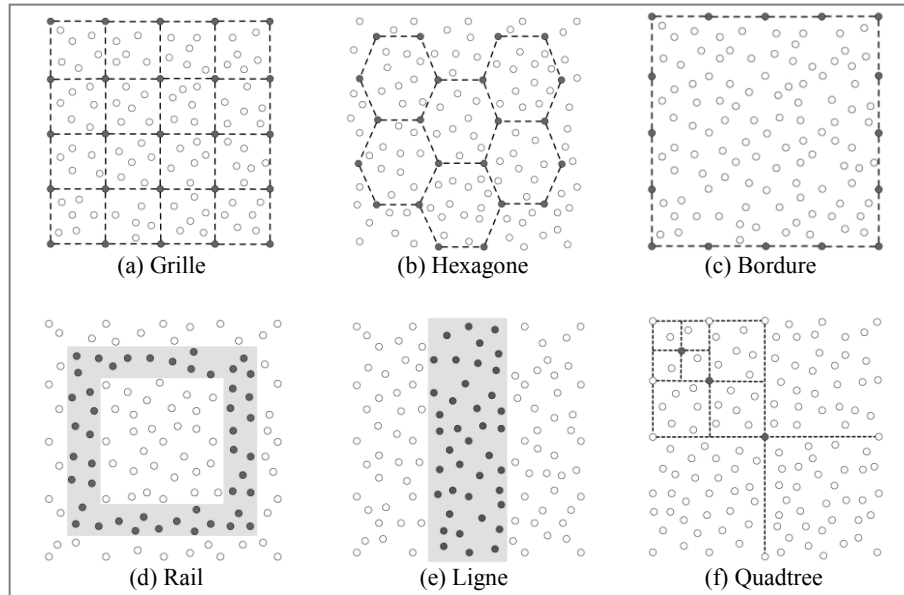 (a) Grille
(b) Hexagone
(c) Bordure
(d) Rail
(e) Ligne
(f) Quadtree